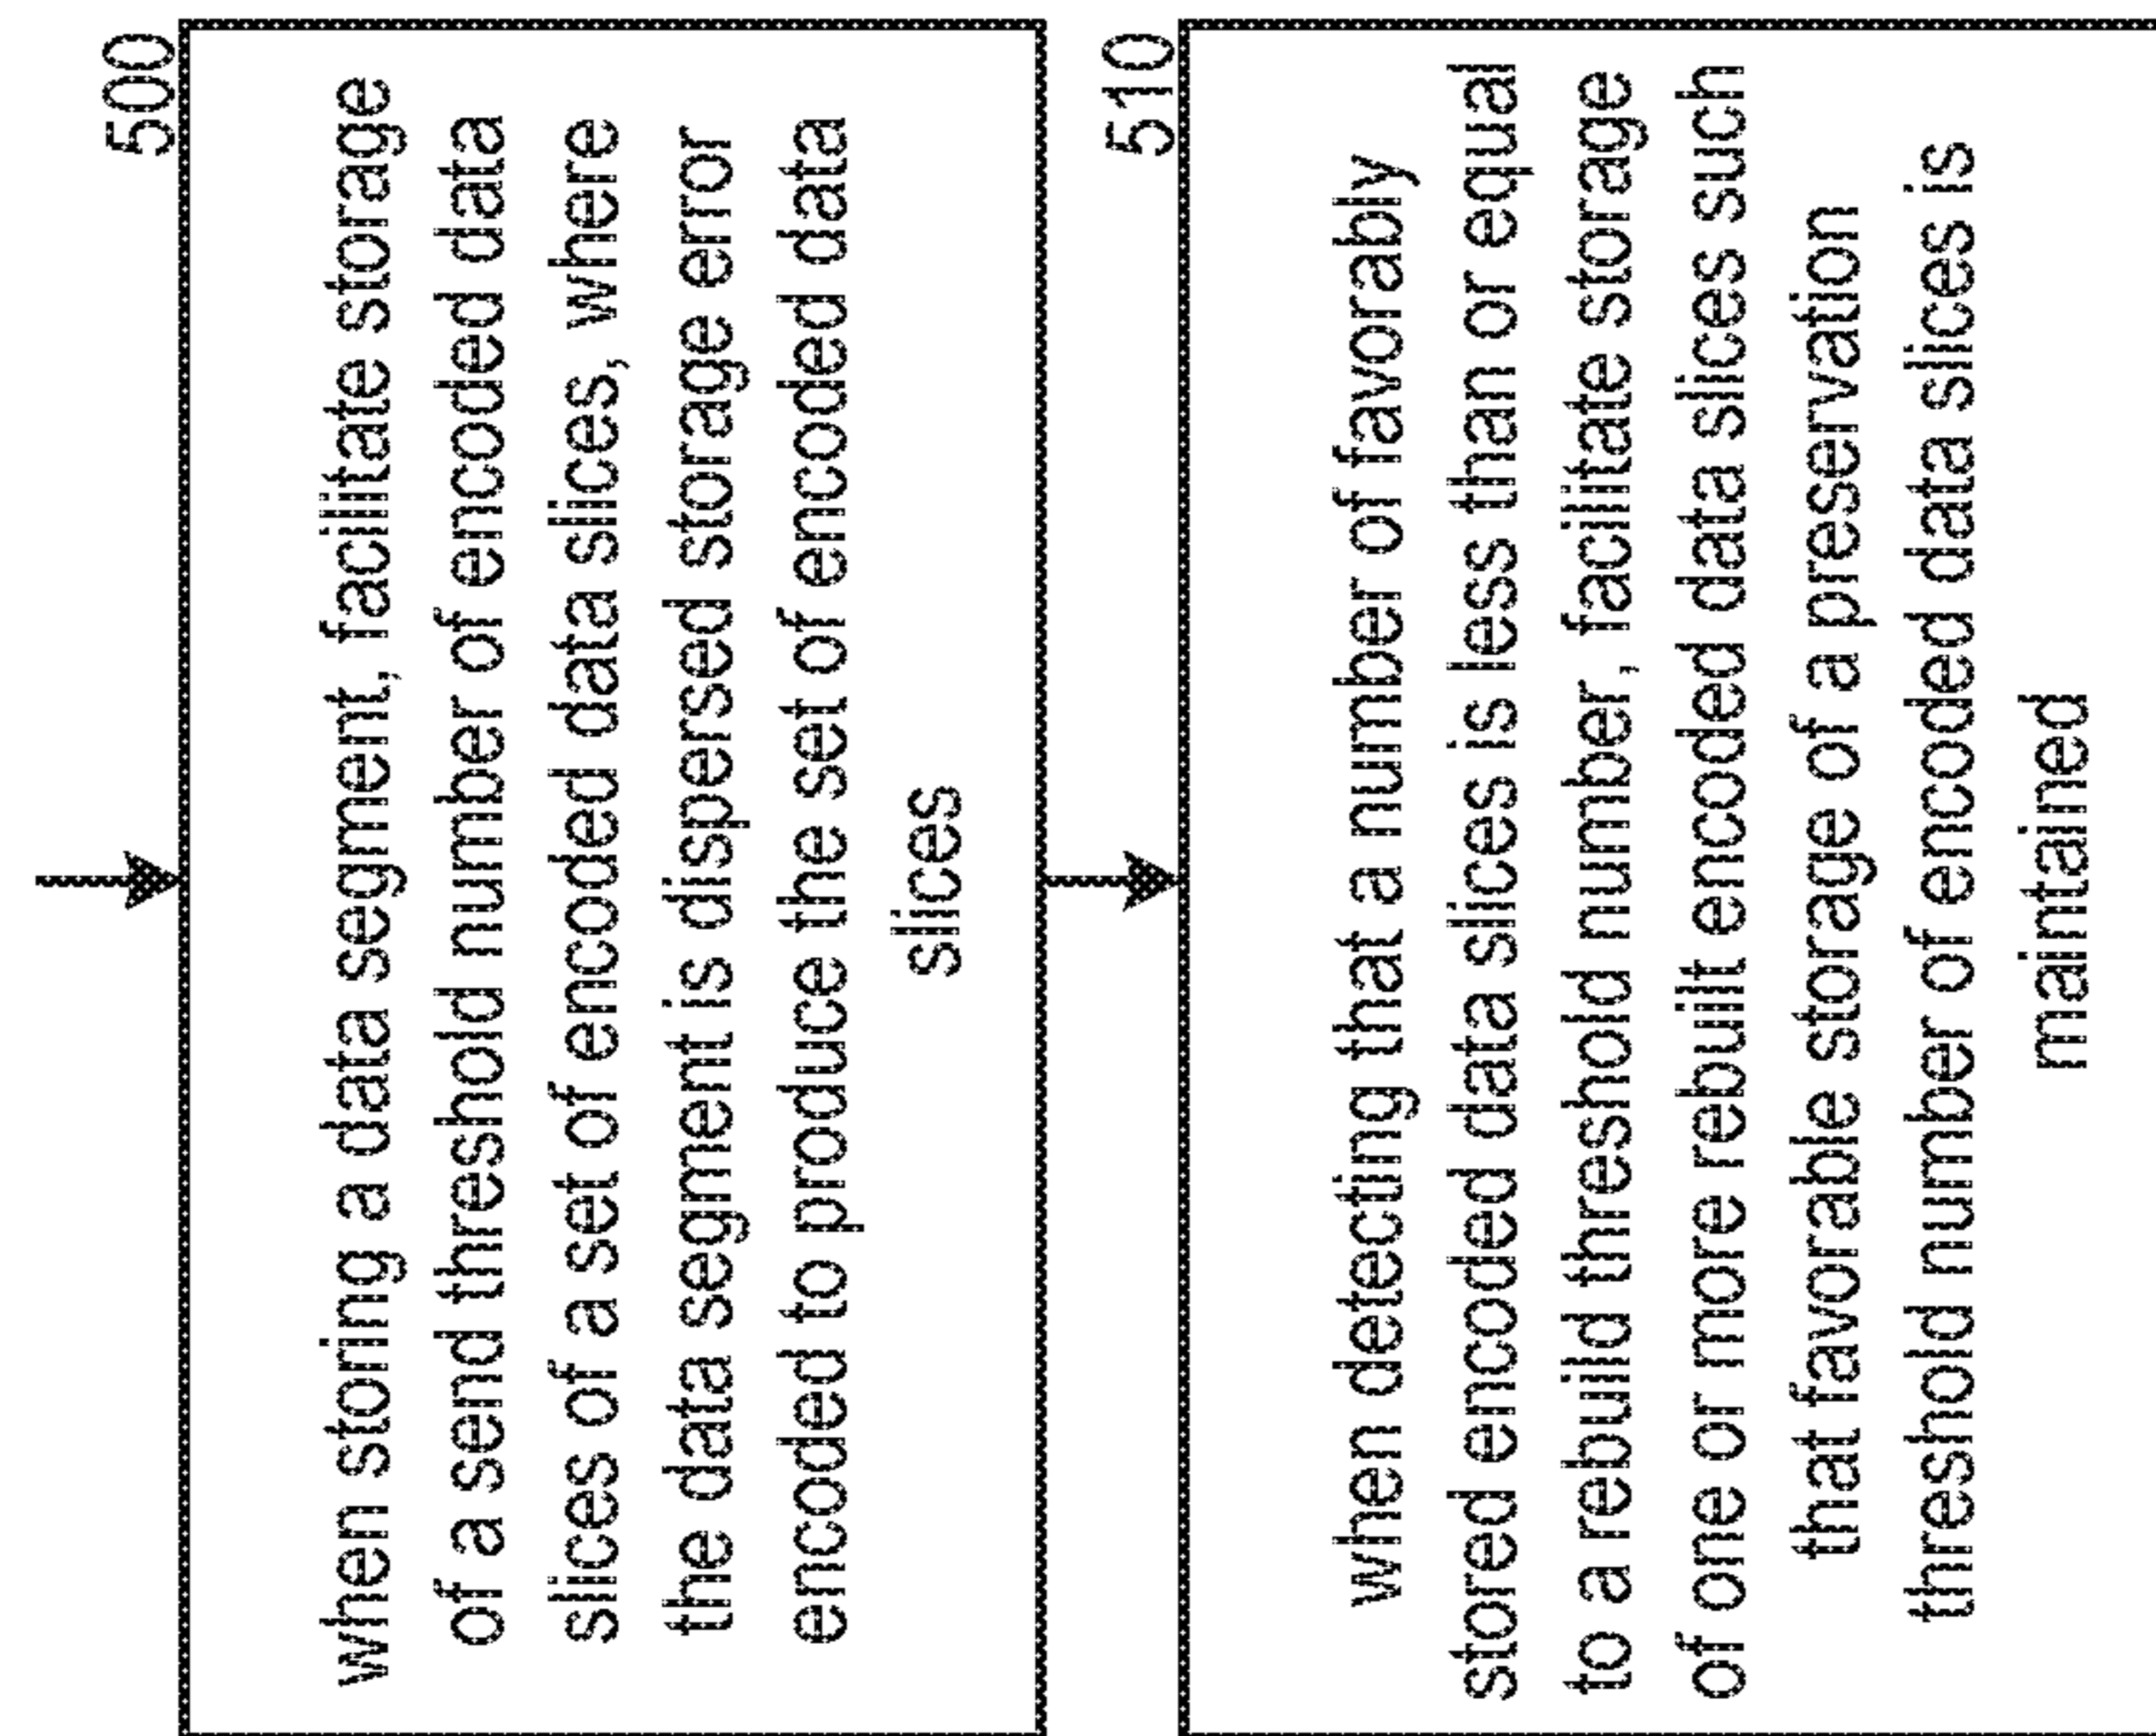 500
when storing a data segment, facilitate storage
of a send threshold number of encoded data
slices of a set of encoded data slices, where
the data segment is dispersed storage error
encoded to produce the set of encoded data
slices
510
when detecting that a number of favorably
stored encoded data slices is less than or equal
to a rebuild threshold number, facilitate storage
of one or more rebuilt encoded data slices such
that favorable storage of a preservation
threshold number of encoded data slices is
maintained